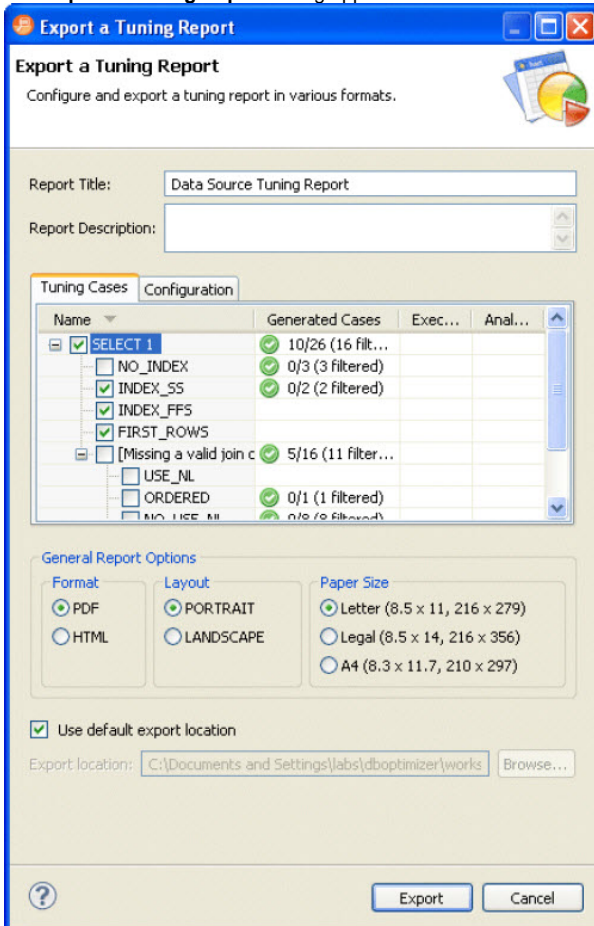 Export a Tuning Report
Export a Tuning Report
Configure and export a tuning report in various formats.
Report Title: Data Source Tuning Report
Report Description:
Tuning Cases Configuration
Name Generated Cases Exec... Anal...
SELECT 1 10/26 (16 filt...
NO_INDEX 0/3 (3 filtered)
INDEX_SS 0/2 (2 filtered)
INDEX_FFS
FIRST_ROWS
[Missing a valid join c 5/16 (11 filter...
USE_NL
ORDERED 0/1 (1 filtered)
NO_USE_NL 0/8 (8 filtered)
General Report Options
Format Layout Paper Size
PDF PORTRAIT Letter (8.5 x 11, 216 x 279)
HTML LANDSCAPE Legal (8.5 x 14, 216 x 356)
A4 (8.3 x 11.7, 210 x 297)
Use default export location
Export location: C:\Documents and Settings\labs\dboptimizer\works Browse...
? Export Cancel